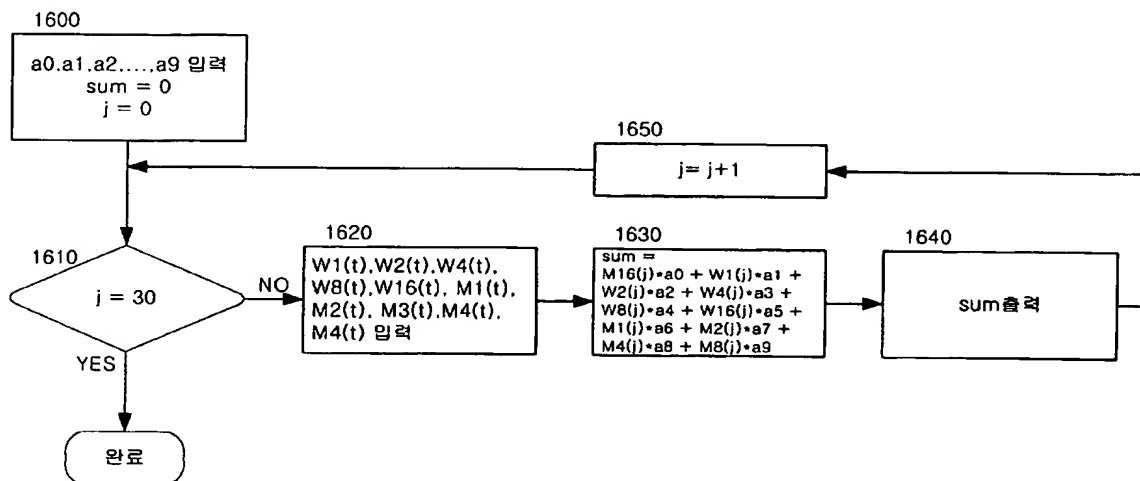 1600
a0,a1,a2,....,a9 입력
sum = 0
j = 0
1650
j= j+1
1610
j = 30
NO
YES
1620
W1(t),W2(t),W4(t),
W8(t),W16(t), M1(t),
M2(t), M3(t),M4(t),
M4(t) 입력
1630
sum =
M16(j)*a0 + W1(j)*a1 +
W2(j)*a2 + W4(j)*a3 +
W8(j)*a4 + W16(j)*a5 +
M1(j)*a6 + M2(j)*a7 +
M4(j)*a8 + M8(j)*a9
1640
sum출력
완료